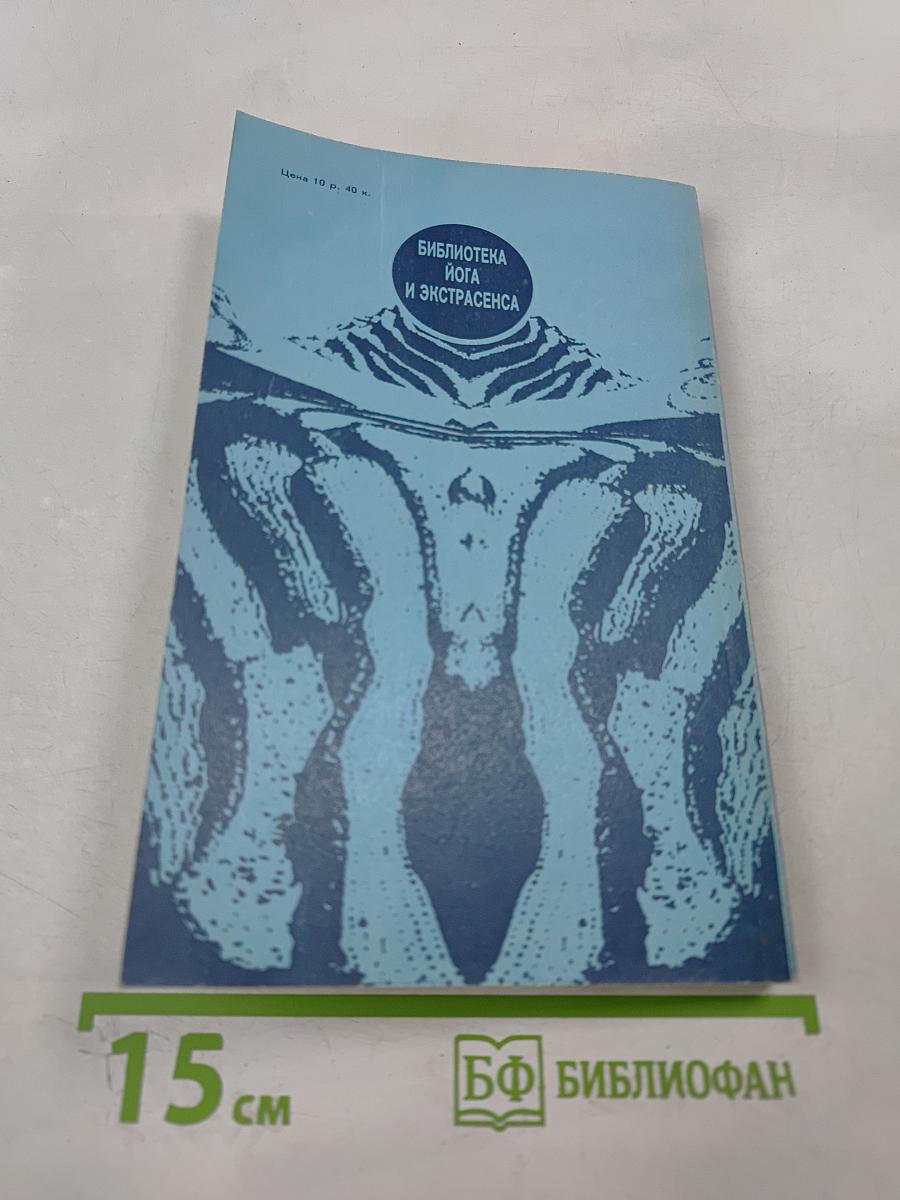 Цена 10 р. 40 к.
БИБЛИОТЕКА
ЙОГА
И ЭКСТРАСЕНСА
15 см
БФ БИБЛИОФАН